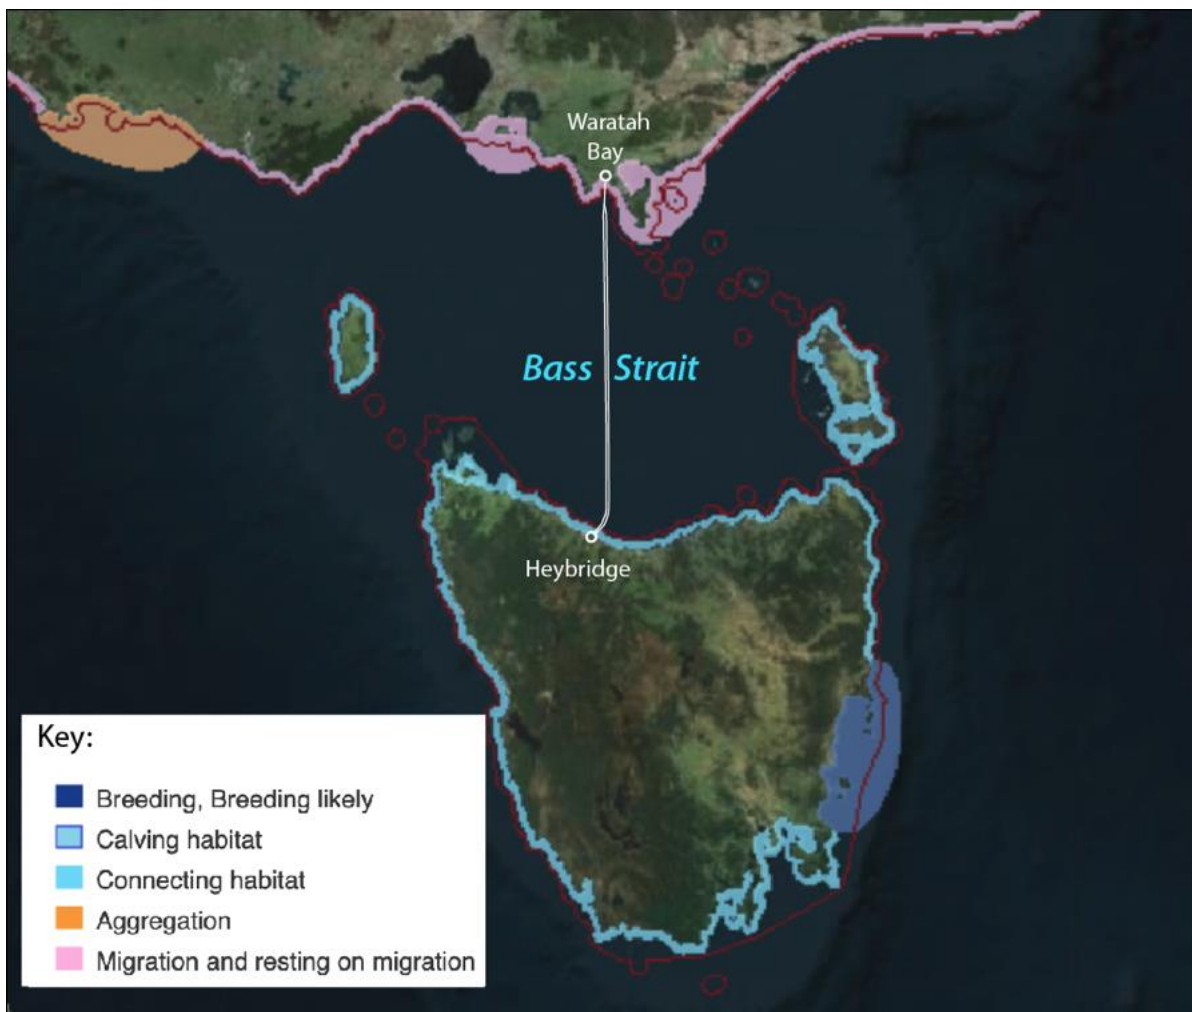 Waratah
Bay
Bass Strait
Heybridge
Key:
Breeding, Breeding likely
Calving habitat
Connecting habitat
Aggregation
Migration and resting on migration